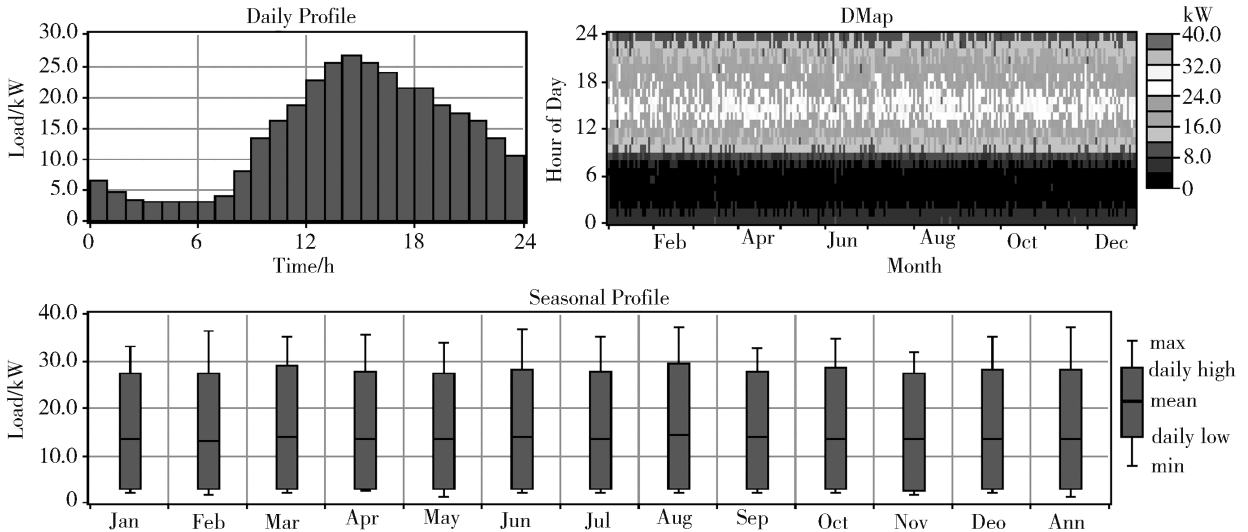 Daily Profile
Load/kW
30.0
25.0
20.0
15.0
10.0
5.0
0
0 6 12 18 24
Time/h
DMap
Hour of Day
24
18
12
6
0
Feb Apr Jun Aug Oct Dec
Month
kW
40.0
32.0
24.0
16.0
8.0
0
Seasonal Profile
Load/kW
40.0
30.0
20.0
10.0
0
Jan Feb Mar Apr May Jun Jul Aug Sep Oct Nov Deo Ann
max
daily high
mean
daily low
min